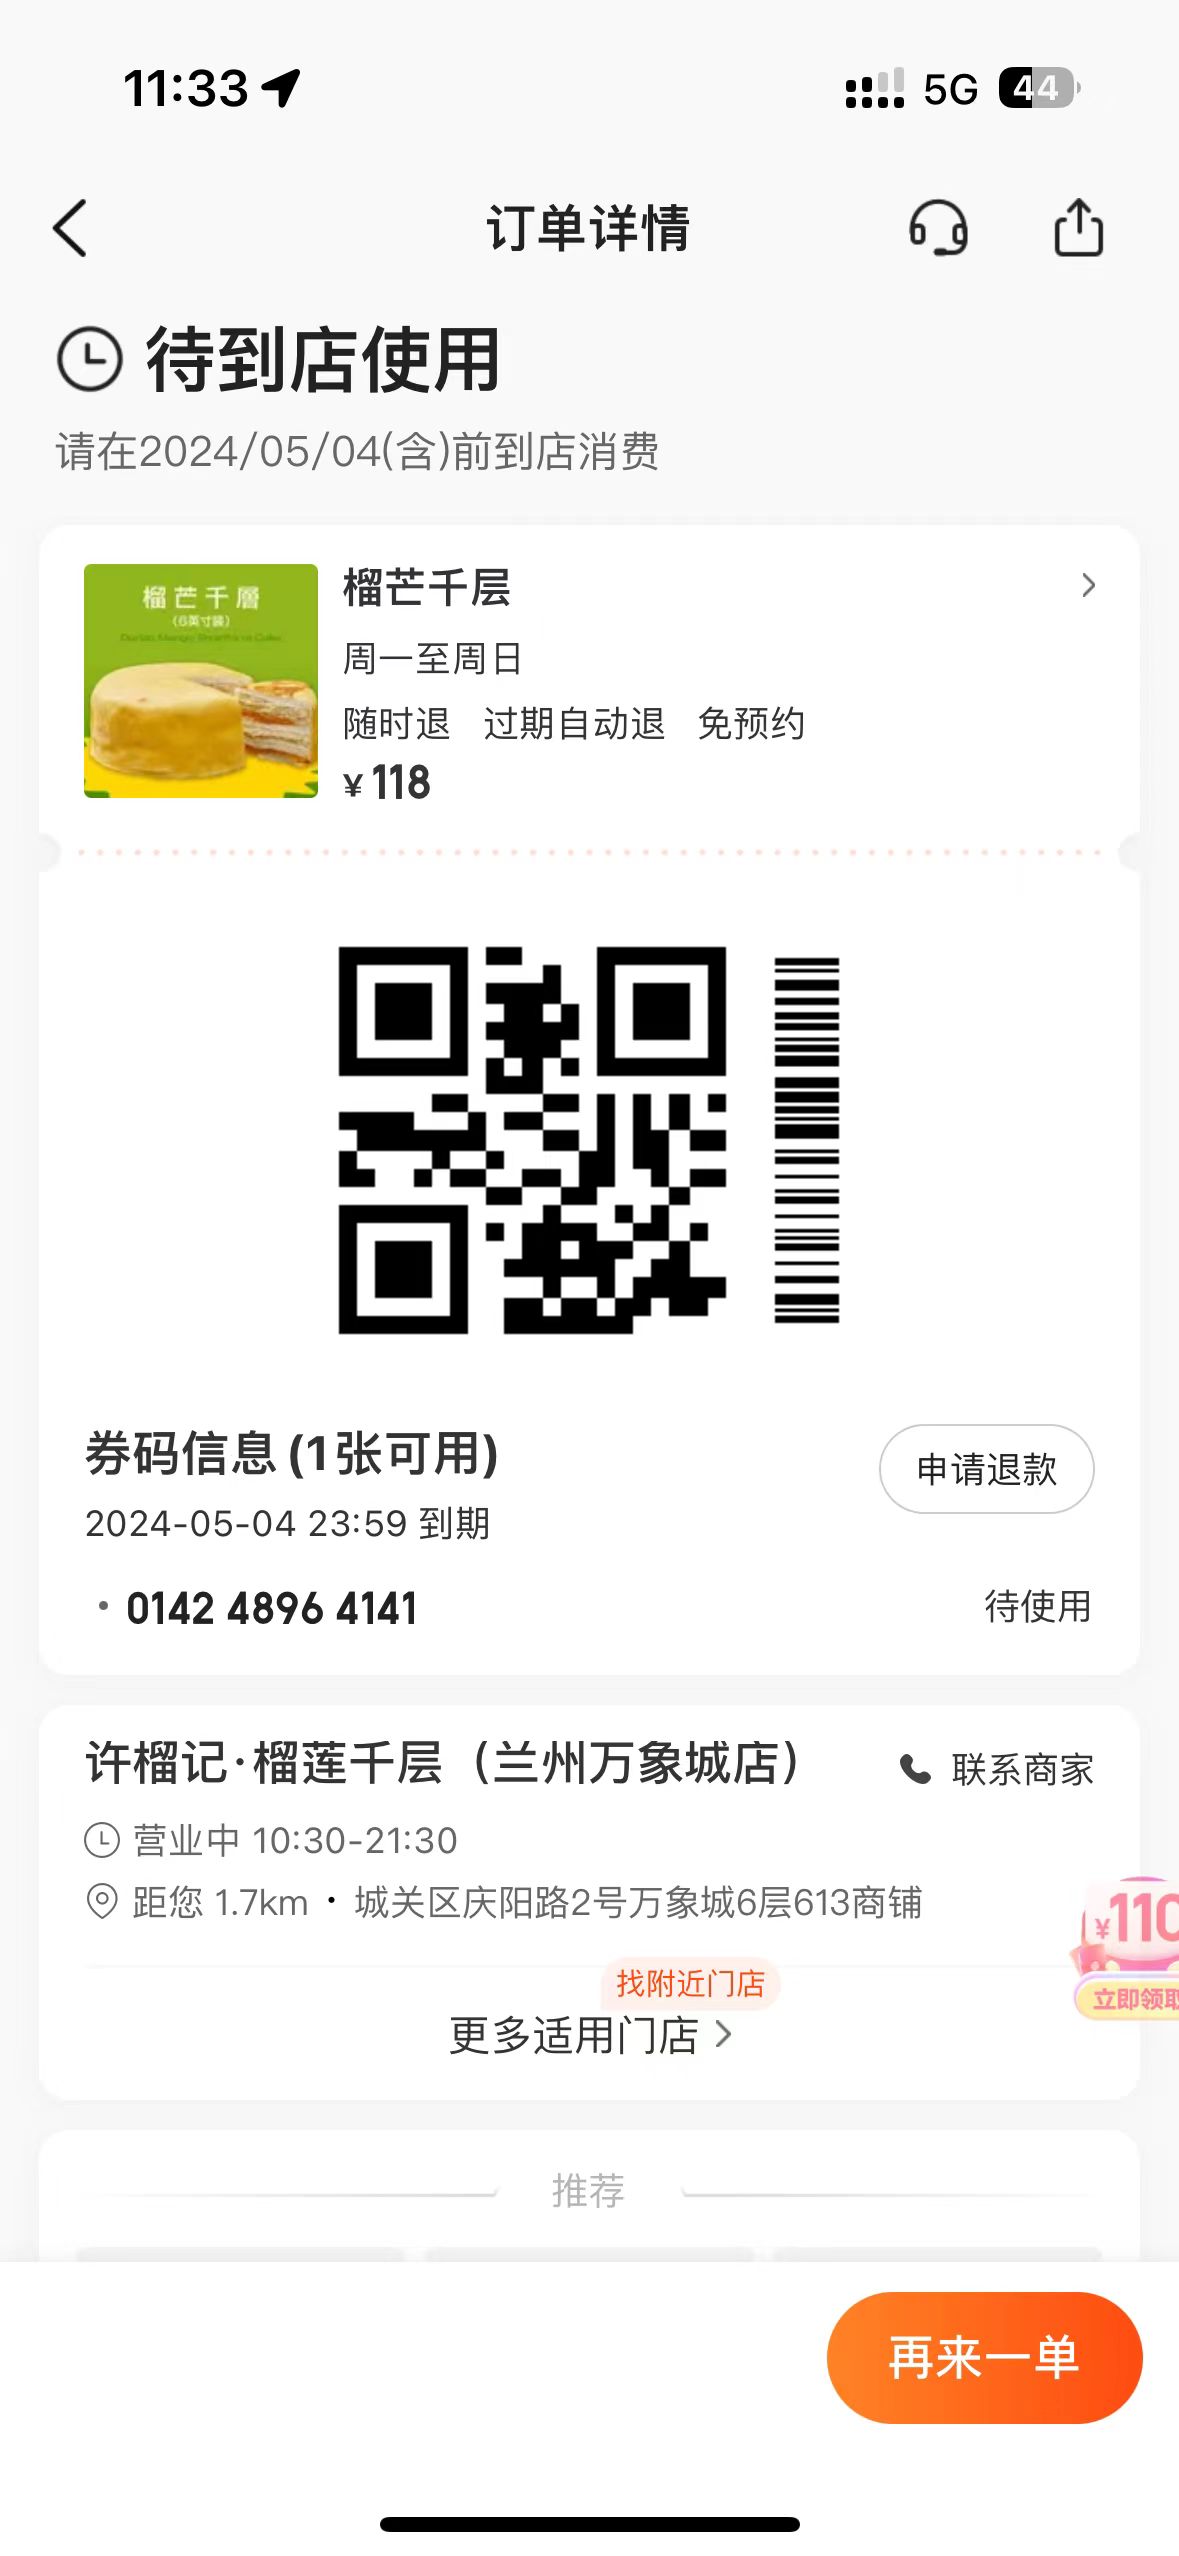 11:33
5G 44
订单详情
待到店使用
请在2024/05/04(含)前到店消费
榴芒千層
(6英寸装)
榴芒千层
周一至周日
随时退 过期自动退 免预约
¥118
券码信息(1张可用)
申请退款
2024-05-04 23:59 到期
• 0142 4896 4141
待使用
许榴记·榴莲千层（兰州万象城店）
联系商家
营业中 10:30-21:30
距您 1.7km · 城关区庆阳路2号万象城6层613商铺
¥110
立即领取
找附近门店
更多适用门店
推荐
再来一单